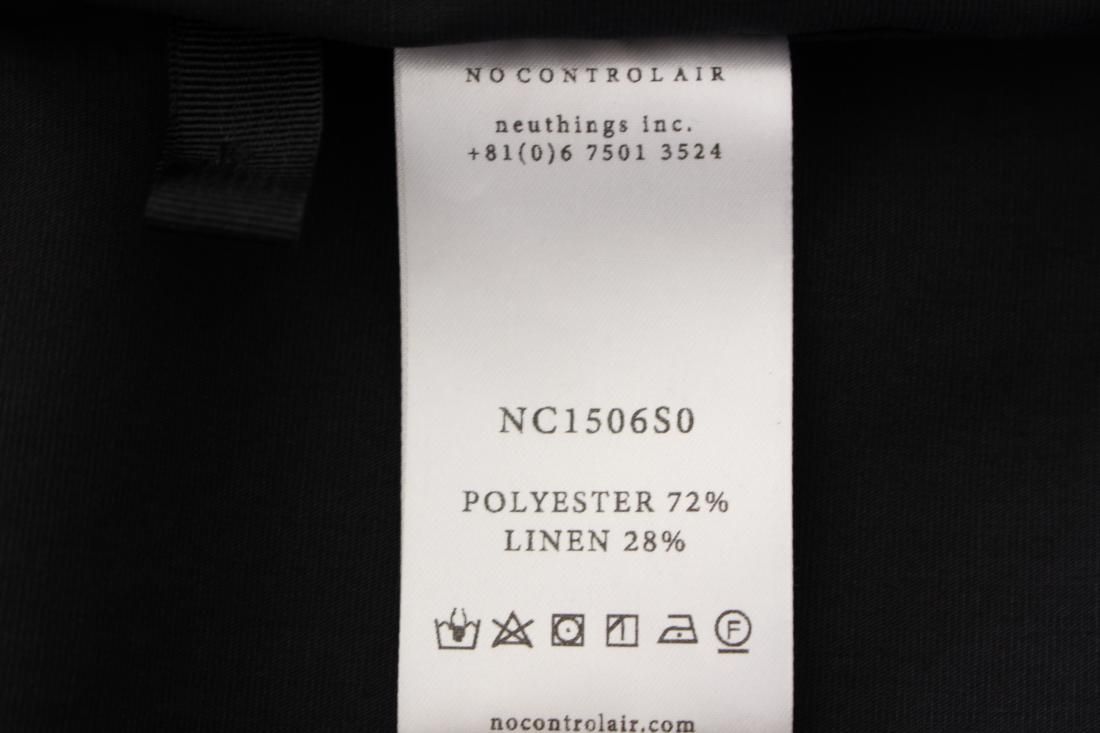 NO CONTROL AIR
neuthings inc.
+81(0)6 7501 3524
NC1506S0
POLYESTER 72%
LINEN 28%
F
nocontrolair.com